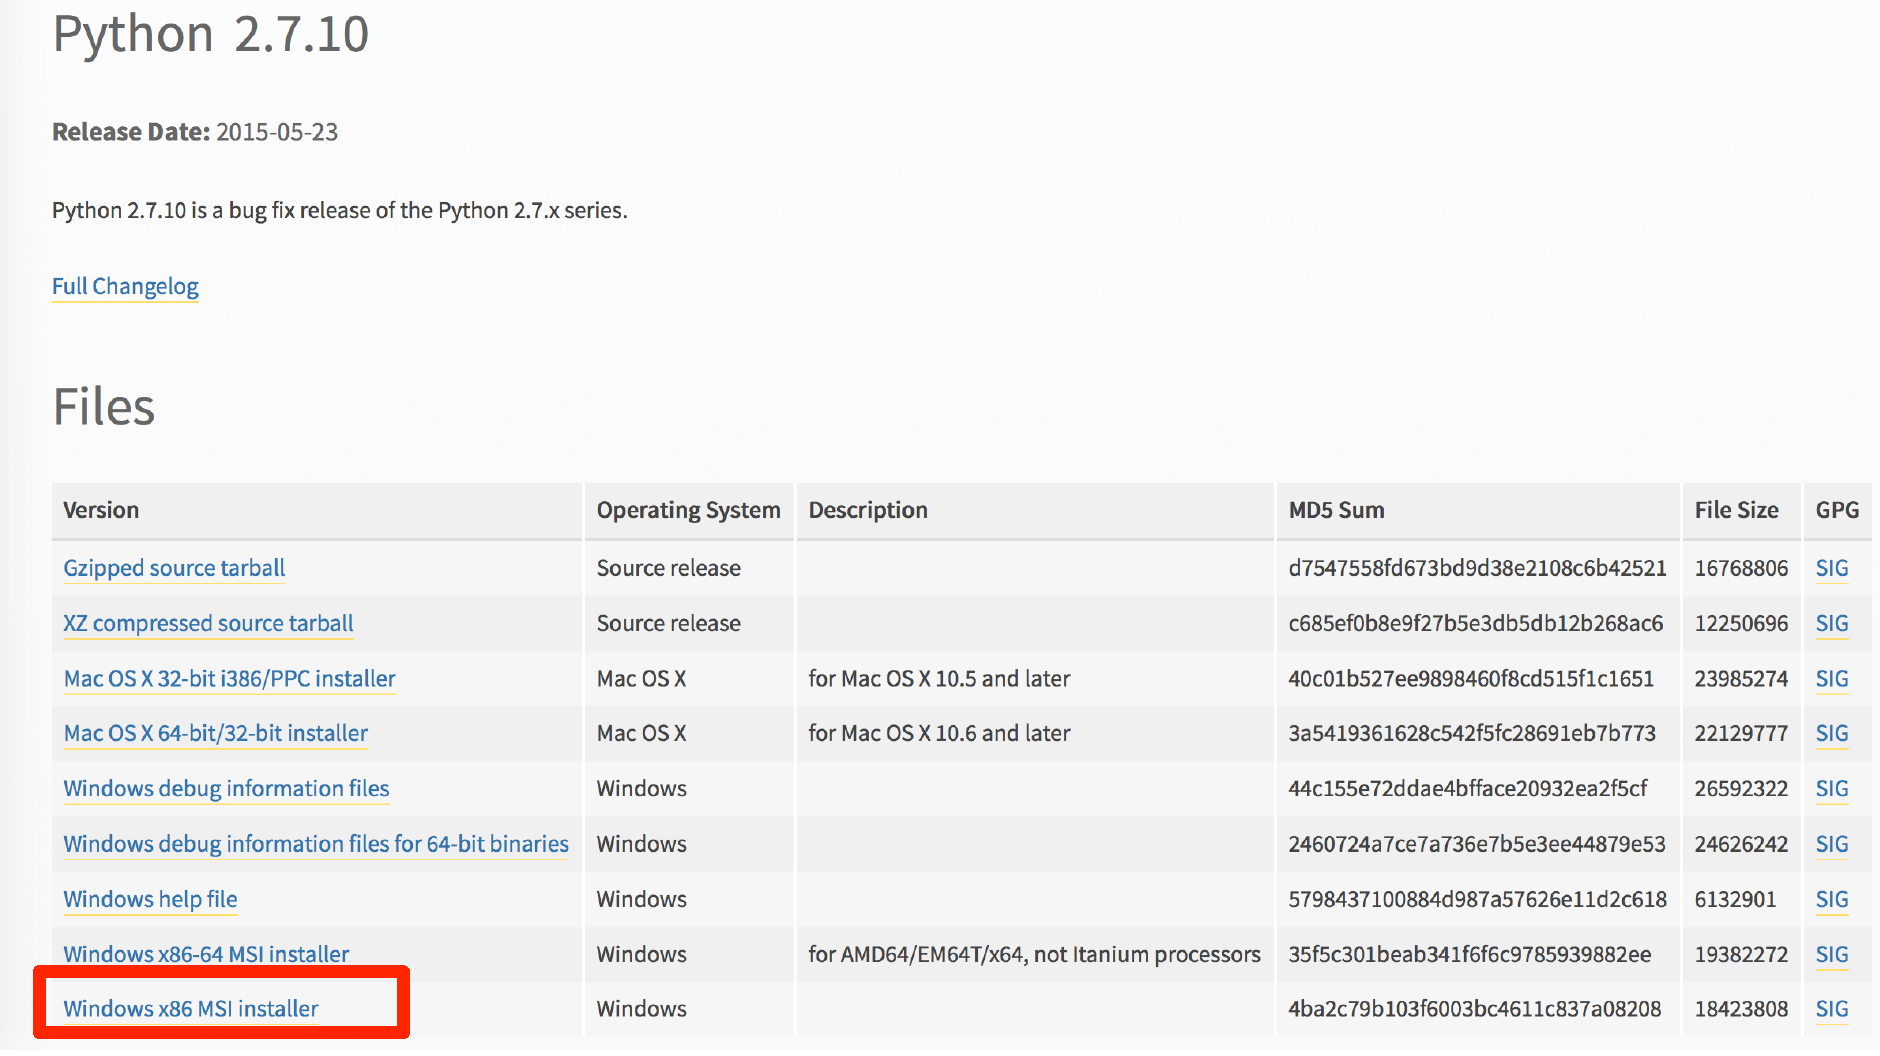 Python 2.7.10
Release Date: 2015-05-23
Python 2.7.10 is a bug fix release of the Python 2.7.x series.
Full Changelog
Files
Version Operating System Description MD5 Sum File Size GPG
Gzipped source tarball Source release d7547558fd673bd9d38e2108c6b42521 16768806 SIG
XZ compressed source tarball Source release c685ef0b8e9f27b5e3db5db12b268ac6 12250696 SIG
Mac OS X 32-bit i386/PPC installer Mac OS X for Mac OS X 10.5 and later 40c01b527ee9898460f8cd515f1c1651 23985274 SIG
Mac OS X 64-bit/32-bit installer Mac OS X for Mac OS X 10.6 and later 3a5419361628c542f5fc28691eb7b773 22129777 SIG
Windows debug information files Windows 44c155e72ddae4bfface20932ea2f5cf 26592322 SIG
Windows debug information files for 64-bit binaries Windows 2460724a7ce7a736e7b5e3ee44879e53 24626242 SIG
Windows help file Windows 5798437100884d987a57626e11d2c618 6132901 SIG
Windows x86-64 MSI installer Windows for AMD64/EM64T/x64, not Itanium processors 35f5c301beab341f6f6c9785939882ee 19382272 SIG
Windows x86 MSI installer Windows 4ba2c79b103f6003bc4611c837a08208 18423808 SIG